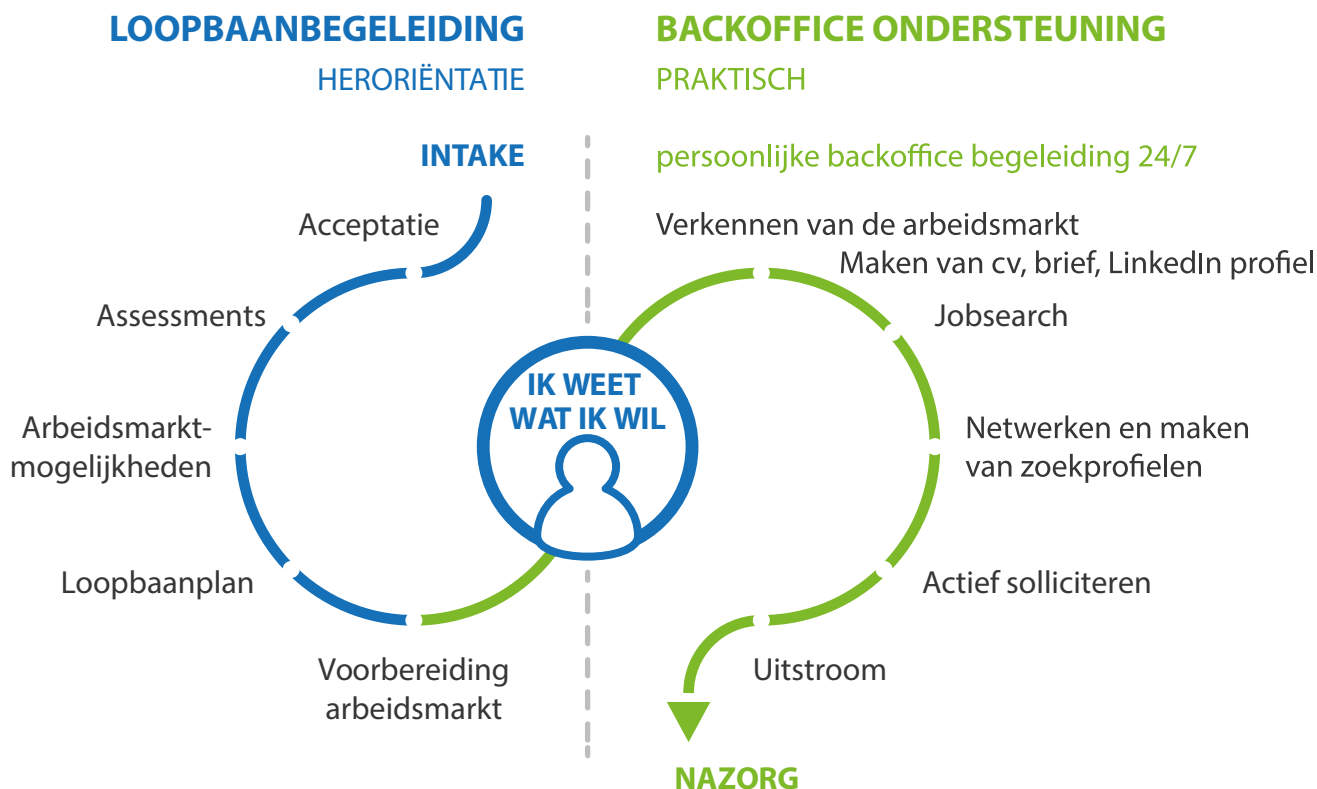 LOOPBAANBEGELEIDING
HERORIËNTATIE
INTAKE
Acceptatie
Assessments
Arbeidsmarkt-
mogelijkheden
Loopbaanplan
Voorbereiding
arbeidsmarkt
IK WEET
WAT IK WIL
BACKOFFICE ONDERSTEUNING
PRAKTISCH
persoonlijke backoffice begeleiding 24/7
Verkennen van de arbeidsmarkt
Maken van cv, brief, LinkedIn profiel
Jobsearch
Netwerken en maken
van zoekprofielen
Actief solliciteren
Uitstroom
NAZORG